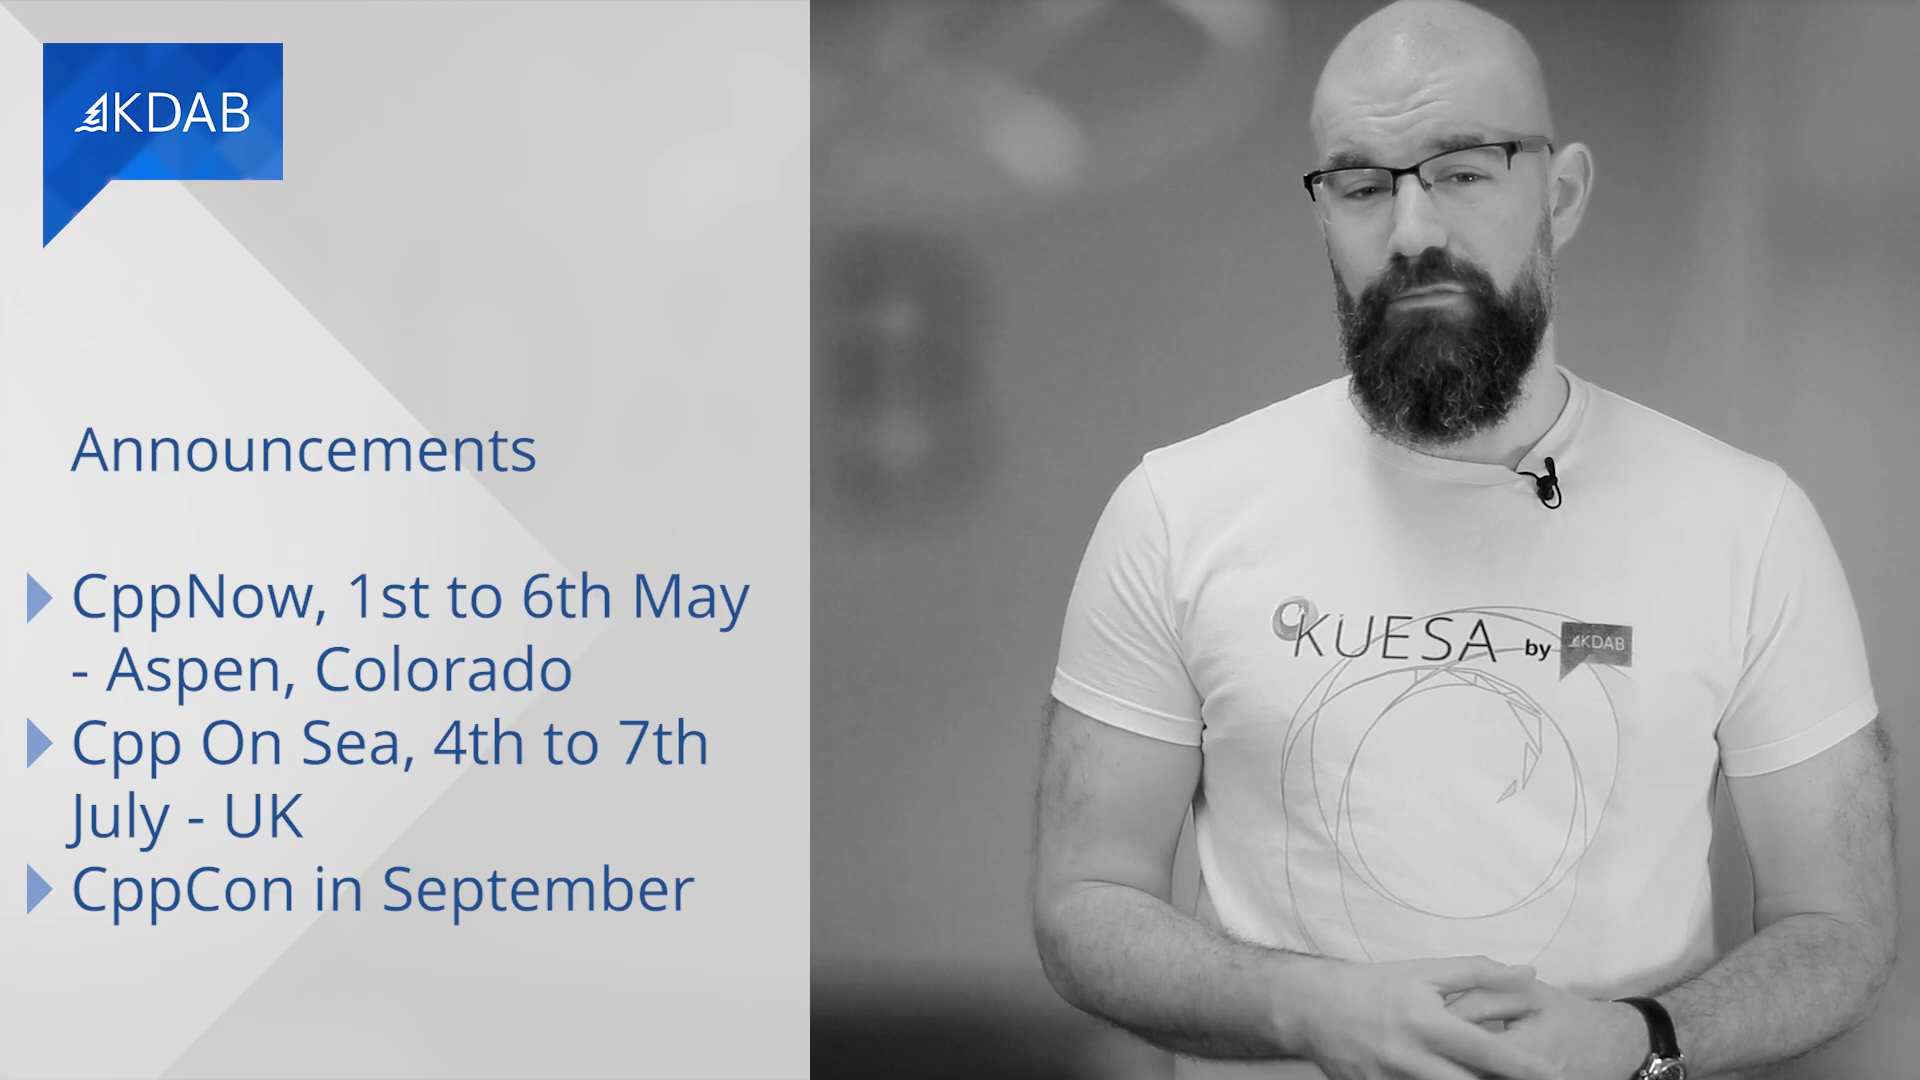 KDAB
Announcements
CppNow, 1st to 6th May
- Aspen, Colorado
Cpp On Sea, 4th to 7th
July - UK
CppCon in September
KUESA by KDAB